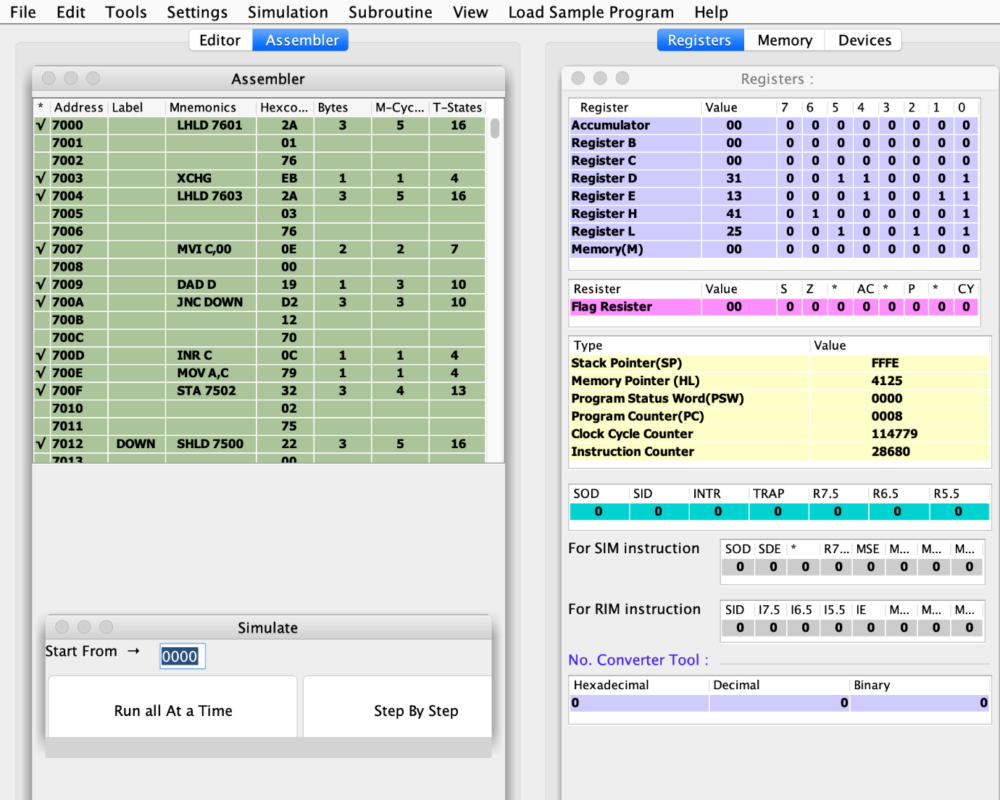 File Edit Tools Settings Simulation Subroutine View Load Sample Program Help
Editor Assembler
Assembler
* Address Label Mnemonics Hexco... Bytes M-Cyc... T-States
√ 7000 LHLD 7601 2A 3 5 16
7001 01
7002 76
√ 7003 XCHG EB 1 1 4
√ 7004 LHLD 7603 2A 3 5 16
7005 03
7006 76
√ 7007 MVI C,00 0E 2 2 7
7008 00
√ 7009 DAD D 19 1 3 10
√ 700A JNC DOWN D2 3 3 10
700B 12
700C 70
√ 700D INR C 0C 1 1 4
√ 700E MOV A,C 79 1 1 4
√ 700F STA 7502 32 3 4 13
7010 02
7011 75
√ 7012 DOWN SHLD 7500 22 3 5 16
7013 00
Simulate
Start From → 0000
Run all At a Time Step By Step
Registers Memory Devices
Registers :
Register Value 7 6 5 4 3 2 1 0
Accumulator 00 0 0 0 0 0 0 0 0
Register B 00 0 0 0 0 0 0 0 0
Register C 00 0 0 0 0 0 0 0 0
Register D 31 0 0 1 1 0 0 0 1
Register E 13 0 0 0 1 0 0 1 1
Register H 41 0 1 0 0 0 0 0 1
Register L 25 0 0 1 0 0 1 0 1
Memory(M) 00 0 0 0 0 0 0 0 0
Resister Value S Z * AC * P * CY
Flag Resister 00 0 0 0 0 0 0 0 0
Type Value
Stack Pointer(SP) FFFE
Memory Pointer (HL) 4125
Program Status Word(PSW) 0000
Program Counter(PC) 0008
Clock Cycle Counter 114779
Instruction Counter 28680
SOD SID INTR TRAP R7.5 R6.5 R5.5
0 0 0 0 0 0 0
For SIM instruction
SOD SDE * R7... MSE M... M... M...
0 0 0 0 0 0 0 0
For RIM instruction
SID I7.5 I6.5 I5.5 IE M... M... M...
0 0 0 0 0 0 0 0
No. Converter Tool :
Hexadecimal Decimal Binary
0 0 0